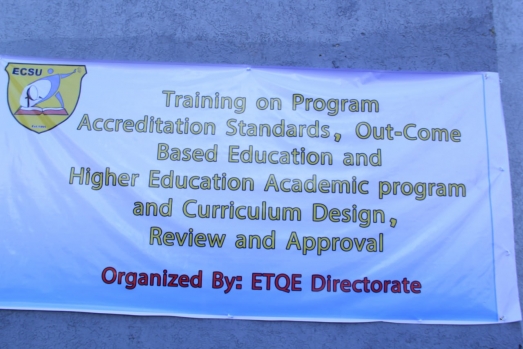 ECSU
Training on Program
Accreditation Standards, Out-Come
Based Education and
Higher Education Academic program
and Curriculum Design,
Review and Approval
Organized By: ETQE Directorate